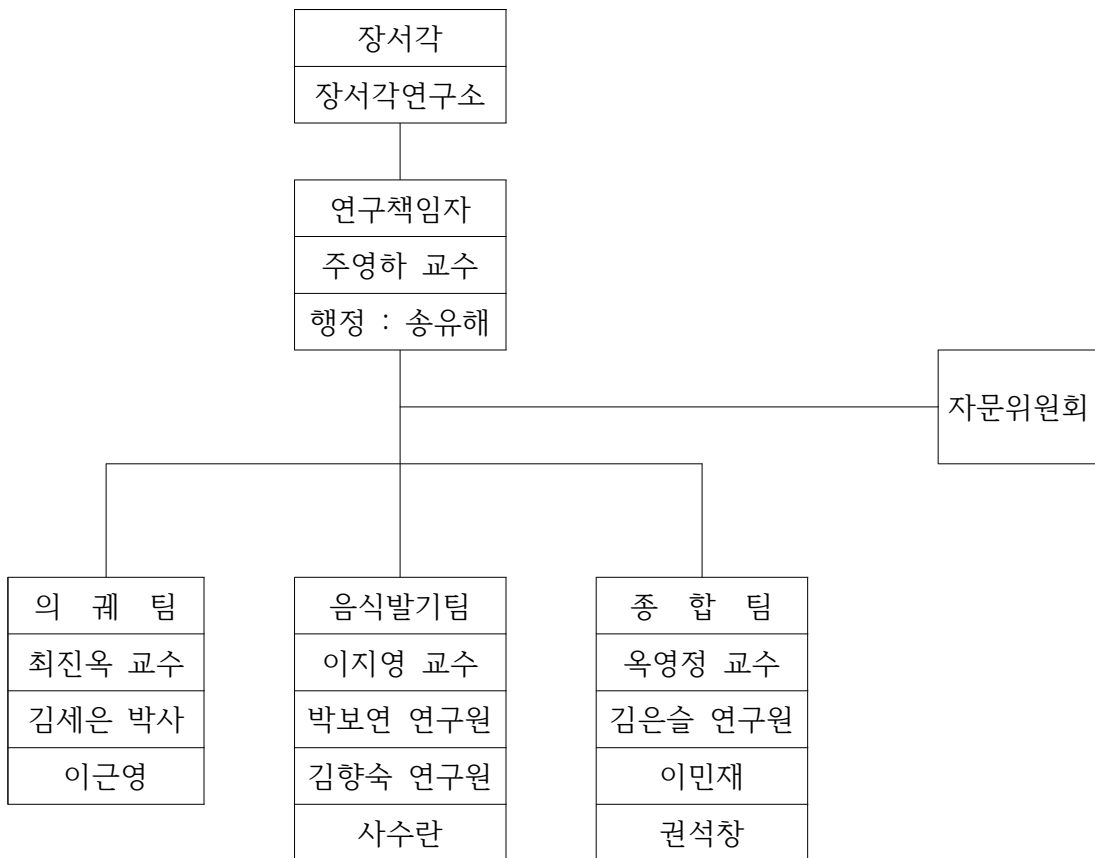 장서각
장서각연구소
연구책임자
주영하 교수
행정 : 송유해
자문위원회
의 궤 팀
최진옥 교수
김세은 박사
이근영
음식발기팀
이지영 교수
박보연 연구원
김향숙 연구원
사수란
종 합 팀
옥영정 교수
김은슬 연구원
이민재
권석창